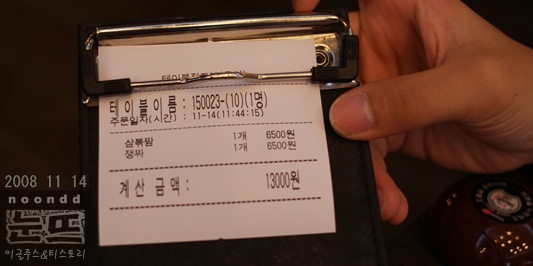 테이블이름 : 150023-(10)(1명)
주문일자(시간) : 11-14(11:44:15)
삼볶짬 1개 6500원
쟁짜 1개 6500원
계산 금액 : 13000원
2008 11 14
noondd
눈뜨
이글루스&티스토리